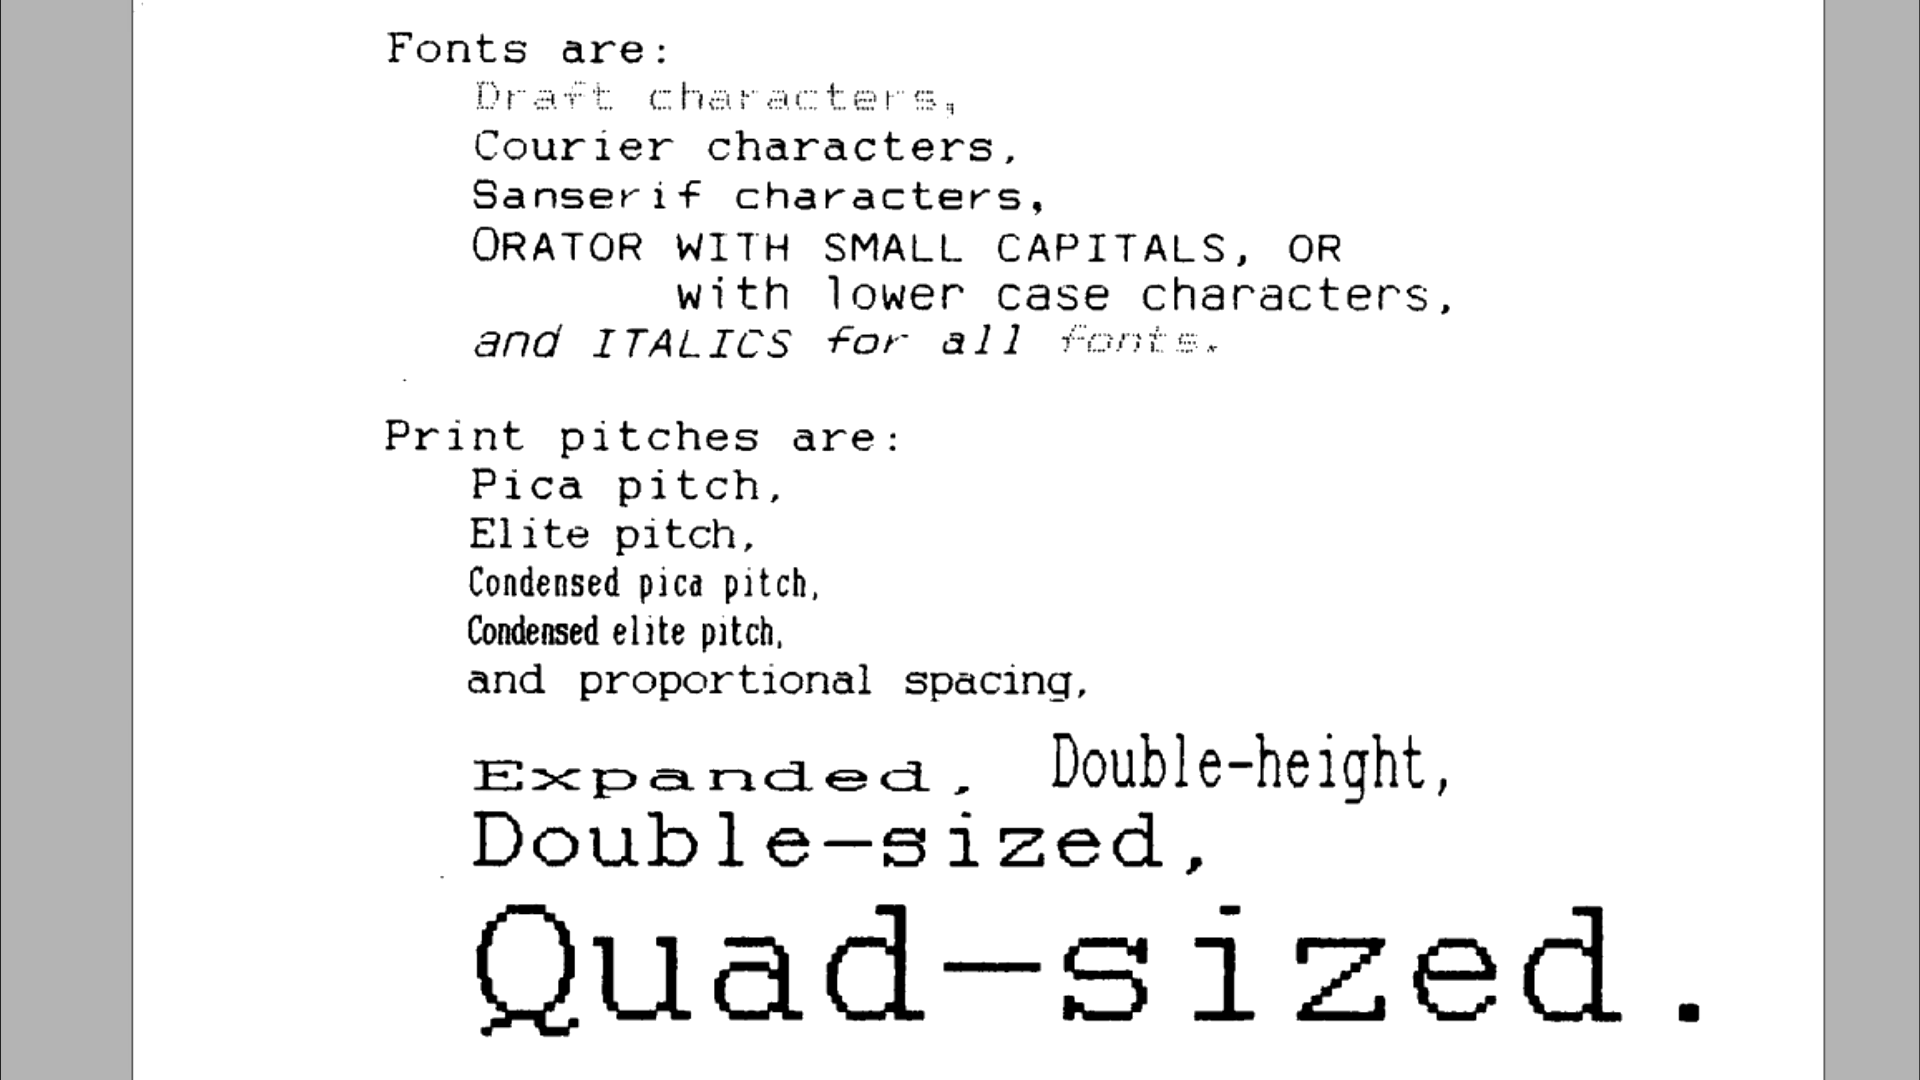 Fonts are:
Draft characters,
Courier characters,
Sanserif characters,
ORATOR WITH SMALL CAPITALS, OR
with lower case characters,
and ITALICS for all fonts.
Print pitches are:
Pica pitch,
Elite pitch,
Condensed pica pitch,
Condensed elite pitch,
and proportional spacing,
Expanded, Double-height,
Double-sized,
Quad-sized.